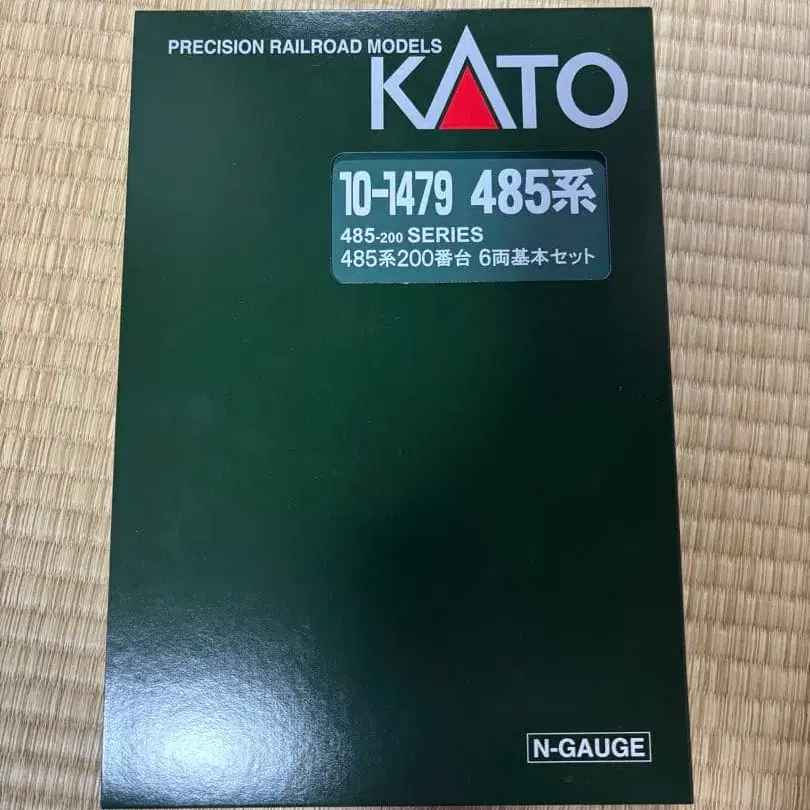 PRECISION RAILROAD MODELS
KATO
10-1479 485系
485-200 SERIES
485系200番台 6両基本セット
N-GAUGE